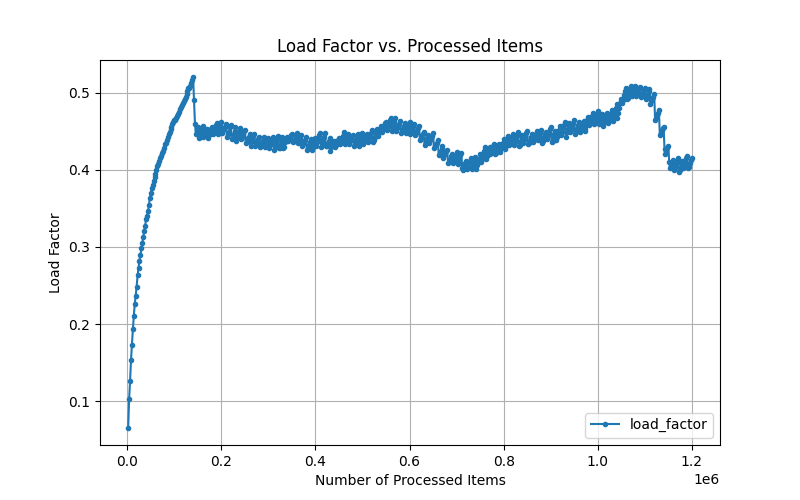 Load Factor vs. Processed Items
Load Factor
0.5
0.4
0.3
0.2
0.1
load_factor
0.0
0.2
0.4
0.6
0.8
1.0
1.2
1e6
Number of Processed Items